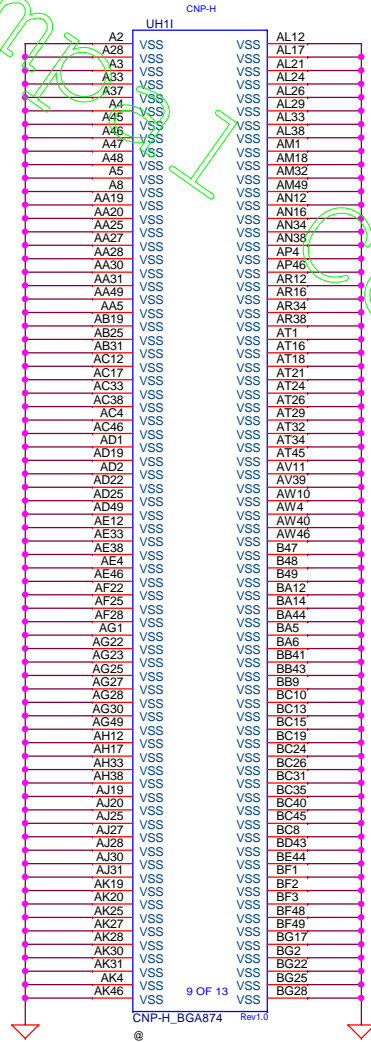 CNP-H
UH1I
A2 VSS VSS AL12
A28 VSS VSS AL17
A3 VSS VSS AL21
A33 VSS VSS AL24
A37 VSS VSS AL26
A4 VSS VSS AL29
A45 VSS VSS AL33
A46 VSS VSS AL38
A47 VSS VSS AM1
A48 VSS VSS AM18
A5 VSS VSS AM32
A8 VSS VSS AM49
AA19 VSS VSS AN12
AA20 VSS VSS AN16
AA25 VSS VSS AN34
AA27 VSS VSS AN38
AA28 VSS VSS AP4
AA30 VSS VSS AP46
AA31 VSS VSS AR12
AA49 VSS VSS AR16
AA5 VSS VSS AR34
AB19 VSS VSS AR38
AB25 VSS VSS AT1
AB31 VSS VSS AT16
AC12 VSS VSS AT18
AC17 VSS VSS AT21
AC33 VSS VSS AT24
AC38 VSS VSS AT26
AC4 VSS VSS AT29
AC46 VSS VSS AT32
AD1 VSS VSS AT34
AD19 VSS VSS AT45
AD2 VSS VSS AV11
AD22 VSS VSS AV39
AD25 VSS VSS AW10
AD49 VSS VSS AW4
AE12 VSS VSS AW40
AE33 VSS VSS AW46
AE38 VSS VSS B47
AE4 VSS VSS B48
AE46 VSS VSS B49
AF22 VSS VSS BA12
AF25 VSS VSS BA14
AF28 VSS VSS BA44
AG1 VSS VSS BA5
AG22 VSS VSS BA6
AG23 VSS VSS BB41
AG25 VSS VSS BB43
AG27 VSS VSS BB9
AG28 VSS VSS BC10
AG30 VSS VSS BC13
AG49 VSS VSS BC15
AH12 VSS VSS BC19
AH17 VSS VSS BC24
AH33 VSS VSS BC26
AH38 VSS VSS BC31
AJ19 VSS VSS BC35
AJ20 VSS VSS BC40
AJ25 VSS VSS BC45
AJ27 VSS VSS BC8
AJ28 VSS VSS BD43
AJ30 VSS VSS BE44
AJ31 VSS VSS BF1
AK19 VSS VSS BF2
AK20 VSS VSS BF3
AK25 VSS VSS BF48
AK27 VSS VSS BF49
AK28 VSS VSS BG17
AK30 VSS VSS BG2
AK31 VSS VSS BG22
AK4 VSS VSS BG25
AK46 VSS VSS BG28
9 OF 13
CNP-H_BGA874 Rev1.0
@